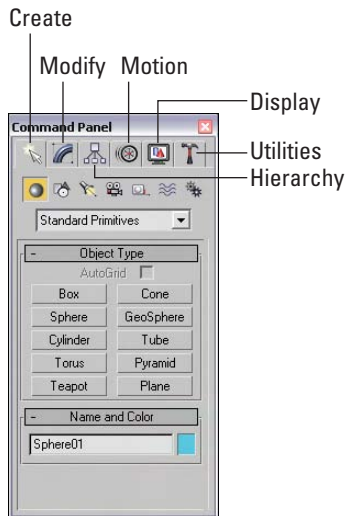 Create
Modify Motion
Display
Command Panel
Utilities
Hierarchy
Standard Primitives
- Object Type
AutoGrid
Box Cone
Sphere GeoSphere
Cylinder Tube
Torus Pyramid
Teapot Plane
- Name and Color
Sphere01